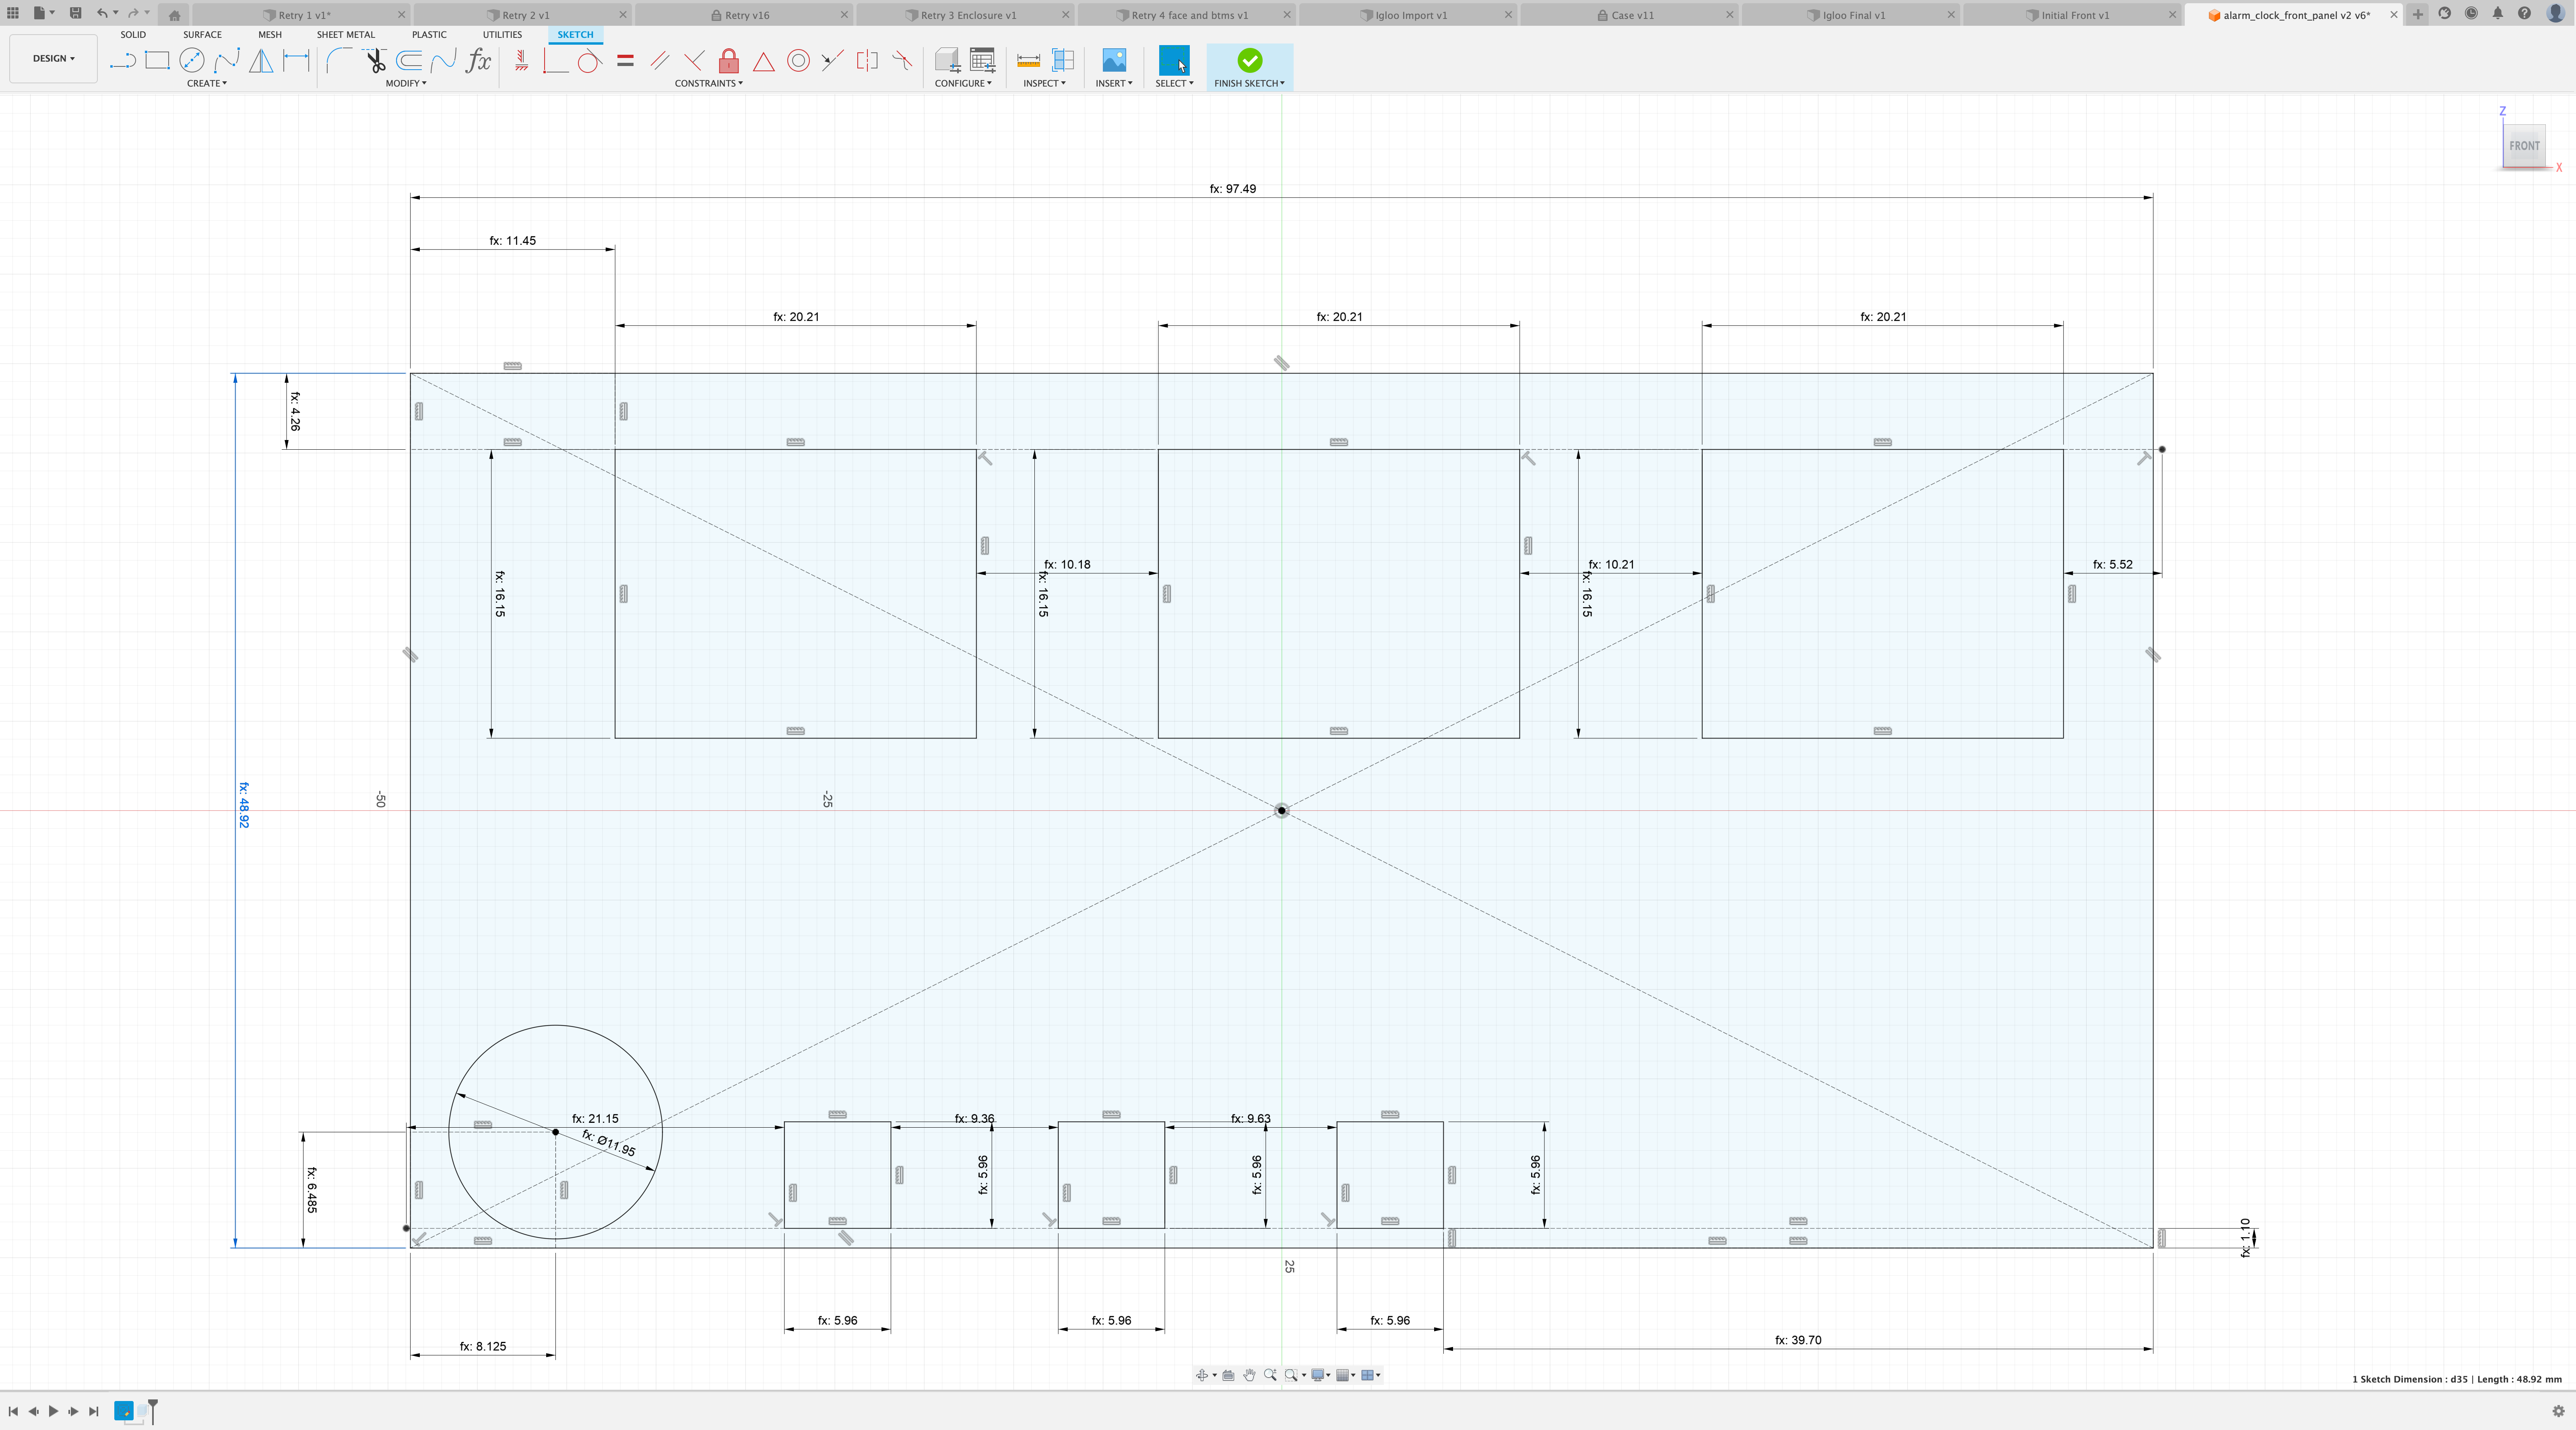 Retry 1 v1*
Retry 2 v1
Retry v16
Retry 3 Enclosure v1
Retry 4 face and btms v1
Igloo Import v1
Case v11
Igloo Final v1
Initial Front v1
alarm_clock_front_panel v2 v6*
SOLID SURFACE MESH SHEET METAL PLASTIC UTILITIES SKETCH
DESIGN
fx
CREATE MODIFY CONSTRAINTS CONFIGURE INSPECT INSERT SELECT FINISH SKETCH
Z
FRONT
X
fx: 97.49
fx: 11.45
fx: 20.21
fx: 20.21
fx: 20.21
fx: 4.26
fx: 16.15
fx: 10.18
fx: 16.15
fx: 10.21
fx: 16.15
fx: 5.52
fx: 48.92
-50
-25
fx: 21.15
fx: Ø11.95
fx: 9.36
fx: 9.63
fx: 6.485
fx: 5.96
fx: 5.96
fx: 5.96
fx: 1.10
25
fx: 5.96
fx: 5.96
fx: 5.96
fx: 39.70
fx: 8.125
1 Sketch Dimension : d35 | Length : 48.92 mm